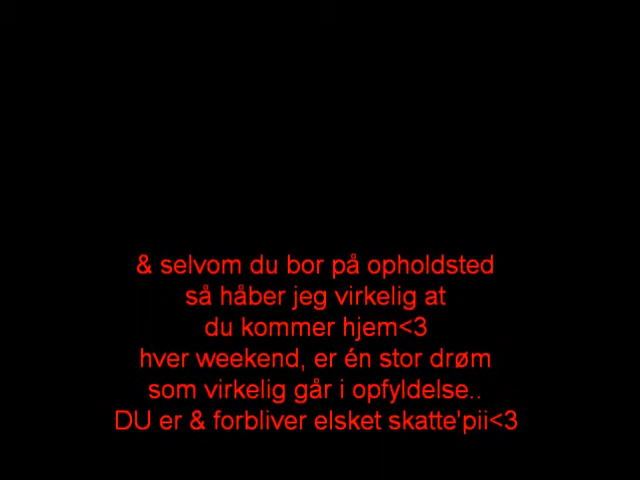 & selvom du bor på opholdsted
så håber jeg virkelig at
du kommer hjem<3
hver weekend, er én stor drøm
som virkelig går i opfyldelse..
DU er & forbliver elsket skatte'pii<3